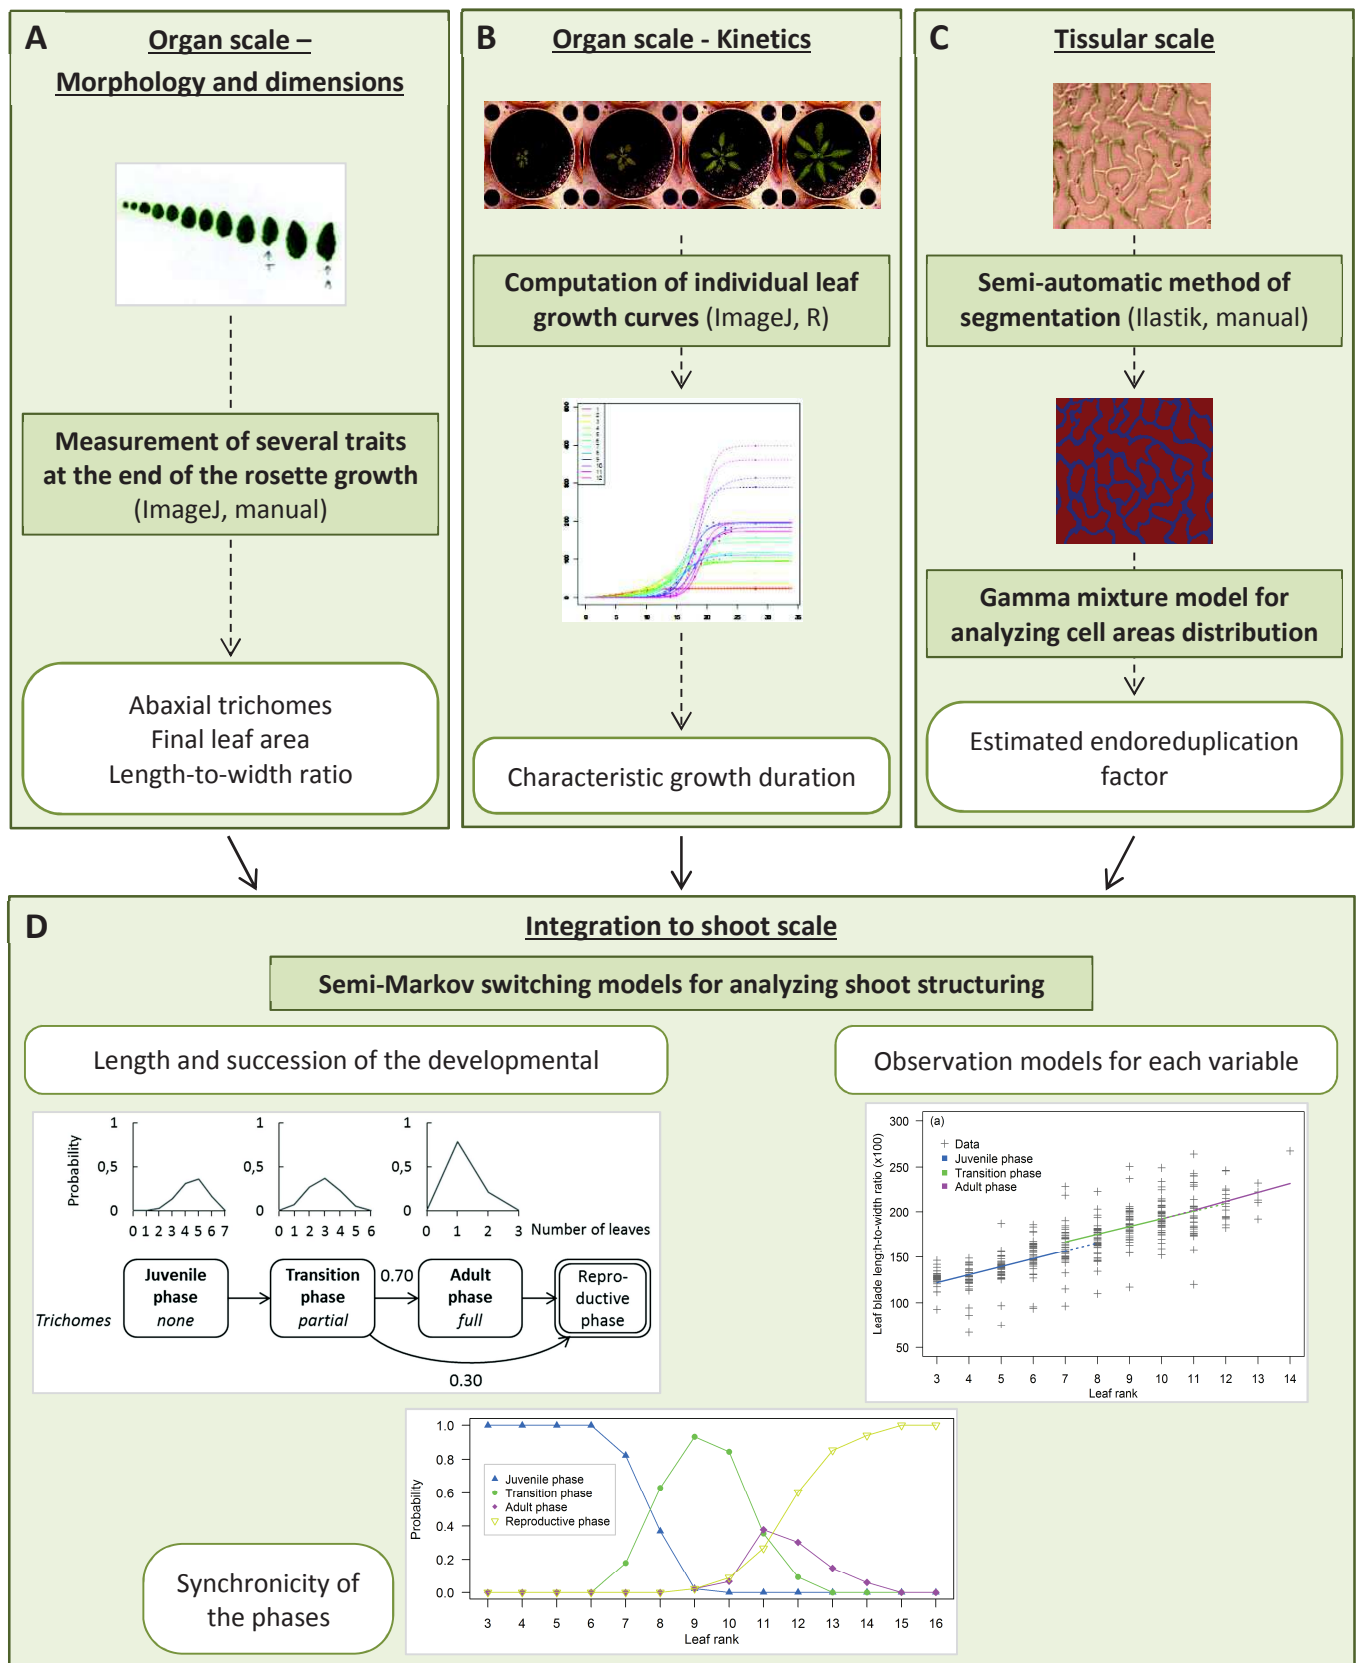 A
Organ scale –
Morphology and dimensions
Measurement of several traits
at the end of the rosette growth
(ImageJ, manual)
Abaxial trichomes
Final leaf area
Length-to-width ratio
B
Organ scale - Kinetics
Computation of individual leaf
growth curves (ImageJ, R)
0 5 10 15 20 25 30 35
Characteristic growth duration
C
Tissular scale
Semi-automatic method of
segmentation (Ilastik, manual)
Gamma mixture model for
analyzing cell areas distribution
Estimated endoreduplication
factor
D
Integration to shoot scale
Semi-Markov switching models for analyzing shoot structuring
Length and succession of the developmental
Probability
1
0,5
0
0 1 2 3 4 5 6 7
1
0,5
0
0 1 2 3 4 5 6
1
0,5
0
0 1 2 3
Number of leaves
Trichomes
Juvenile
phase
none
Transition
phase
partial
0.70
Adult
phase
full
Repro-
ductive
phase
0.30
Observation models for each variable
(a)
Data
Juvenile phase
Transition phase
Adult phase
Leaf blade length-to-width ratio (x100)
300
250
200
150
100
50
3 4 5 6 7 8 9 10 11 12 13 14
Leaf rank
Synchronicity of
the phases
Probability
1.0
0.8
0.6
0.4
0.2
0.0
Juvenile phase
Transition phase
Adult phase
Reproductive phase
3 4 5 6 7 8 9 10 11 12 13 14 15 16
Leaf rank